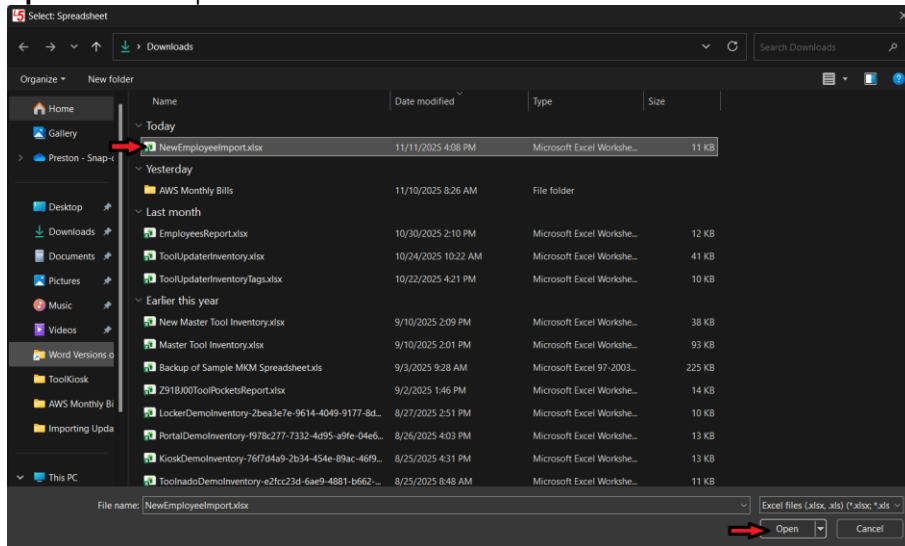 Select: Spreadsheet
Downloads
Search Downloads
Organize
New folder
Name Date modified Type Size
Home
Gallery
Preston - Snap-c
Desktop
Downloads
Documents
Pictures
Music
Videos
Word Versions o
ToolKiosk
AWS Monthly Bi
Importing Upda
This PC
Today
NewEmployeeImport.xlsx 11/11/2025 4:08 PM Microsoft Excel Workshe... 11 KB
Yesterday
AWS Monthly Bills 11/10/2025 8:26 AM File folder
Last month
EmployeesReport.xlsx 10/30/2025 2:10 PM Microsoft Excel Workshe... 12 KB
ToolUpdaterInventory.xlsx 10/24/2025 10:22 AM Microsoft Excel Workshe... 41 KB
ToolUpdaterInventoryTags.xlsx 10/22/2025 4:21 PM Microsoft Excel Workshe... 10 KB
Earlier this year
New Master Tool Inventory.xlsx 9/10/2025 2:09 PM Microsoft Excel Workshe... 38 KB
Master Tool Inventory.xlsx 9/10/2025 2:01 PM Microsoft Excel Workshe... 93 KB
Backup of Sample MKM Spreadsheet.xls 9/3/2025 9:28 AM Microsoft Excel 97-2003... 225 KB
Z91BJ00ToolPocketsReport.xlsx 9/2/2025 1:46 PM Microsoft Excel Workshe... 14 KB
LockerDemoInventory-2bea3e7e-9614-4049-9177-8d... 8/27/2025 2:51 PM Microsoft Excel Workshe... 10 KB
PortalDemoInventory-f978c277-7332-4d95-a9fe-04e6... 8/26/2025 4:03 PM Microsoft Excel Workshe... 13 KB
KioskDemoInventory-76f7d4a9-2b34-454e-89ac-46f9... 8/25/2025 4:31 PM Microsoft Excel Workshe... 13 KB
ToolnadoDemoInventory-e2fcc23d-6ae9-4881-b662-... 8/25/2025 8:48 AM Microsoft Excel Workshe... 11 KB
File name: NewEmployeeImport.xlsx
Excel files (.xlsx, .xls) (*.xlsx; *.xls
Open
Cancel